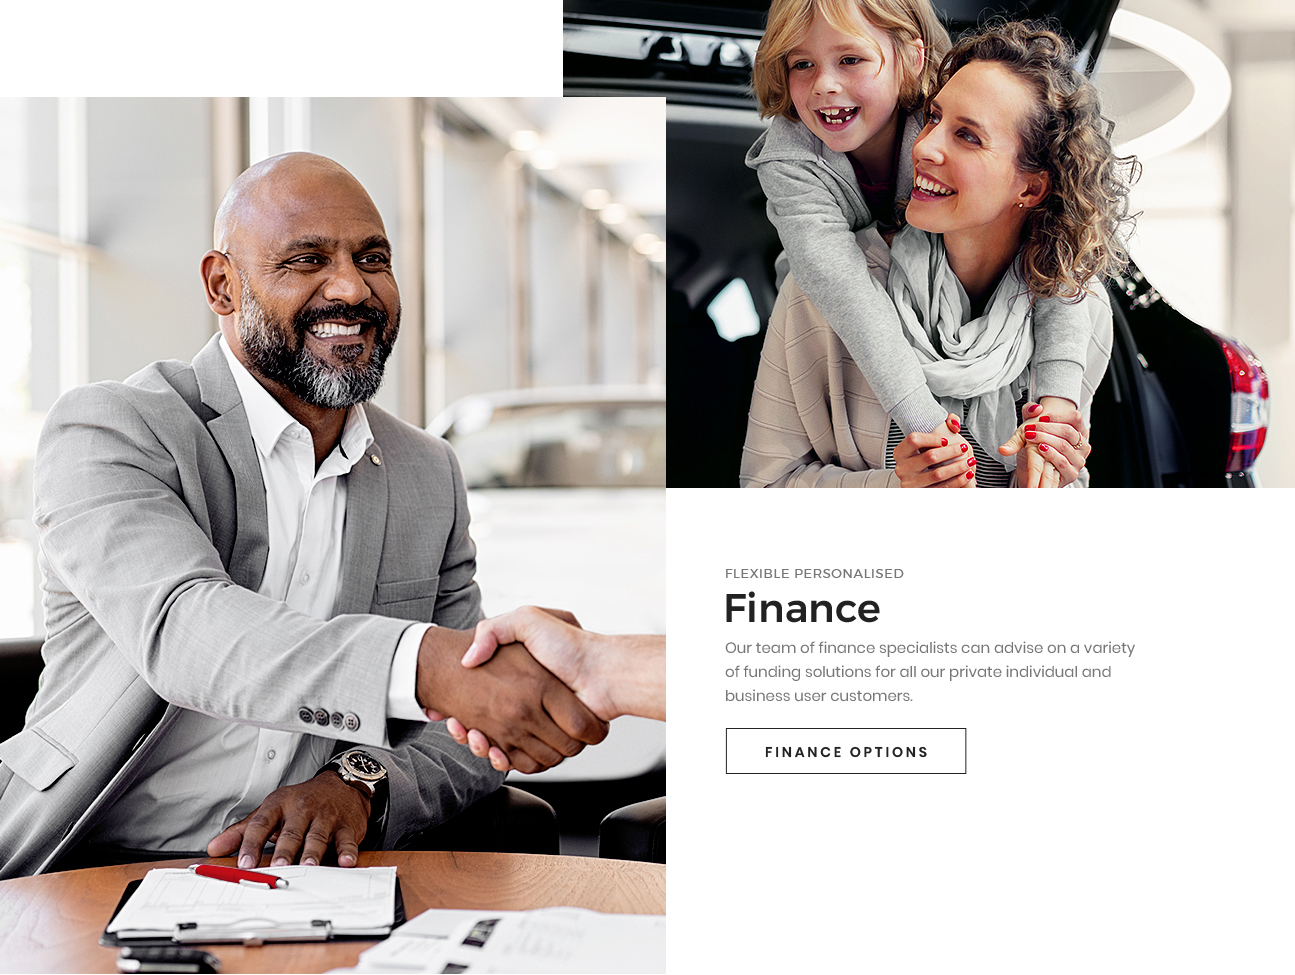 FLEXIBLE PERSONALISED
Finance
Our team of finance specialists can advise on a variety
of funding solutions for all our private individual and
business user customers.
FINANCE OPTIONS